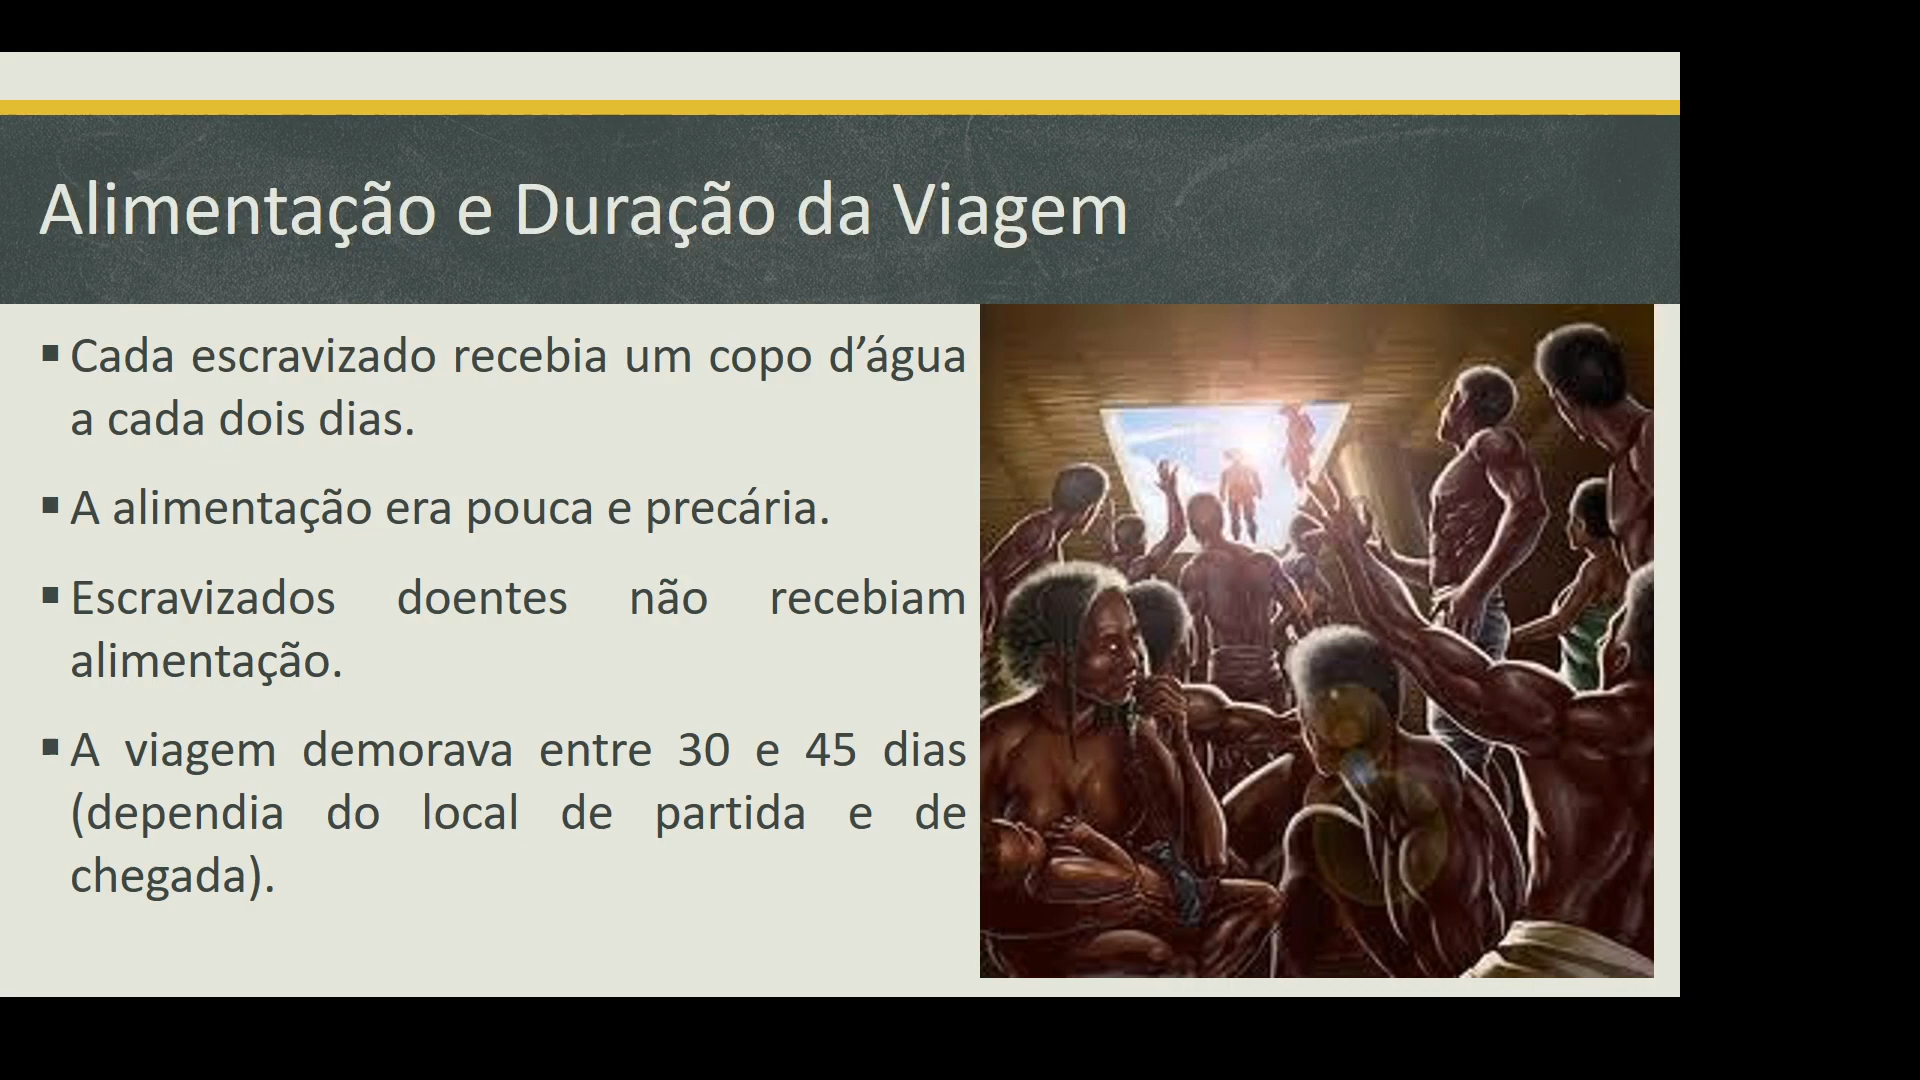 Alimentação e Duração da Viagem
▪ Cada escravizado recebia um copo d’água
a cada dois dias.
▪ A alimentação era pouca e precária.
▪ Escravizados doentes não recebiam
alimentação.
▪ A viagem demorava entre 30 e 45 dias
(dependia do local de partida e de
chegada).